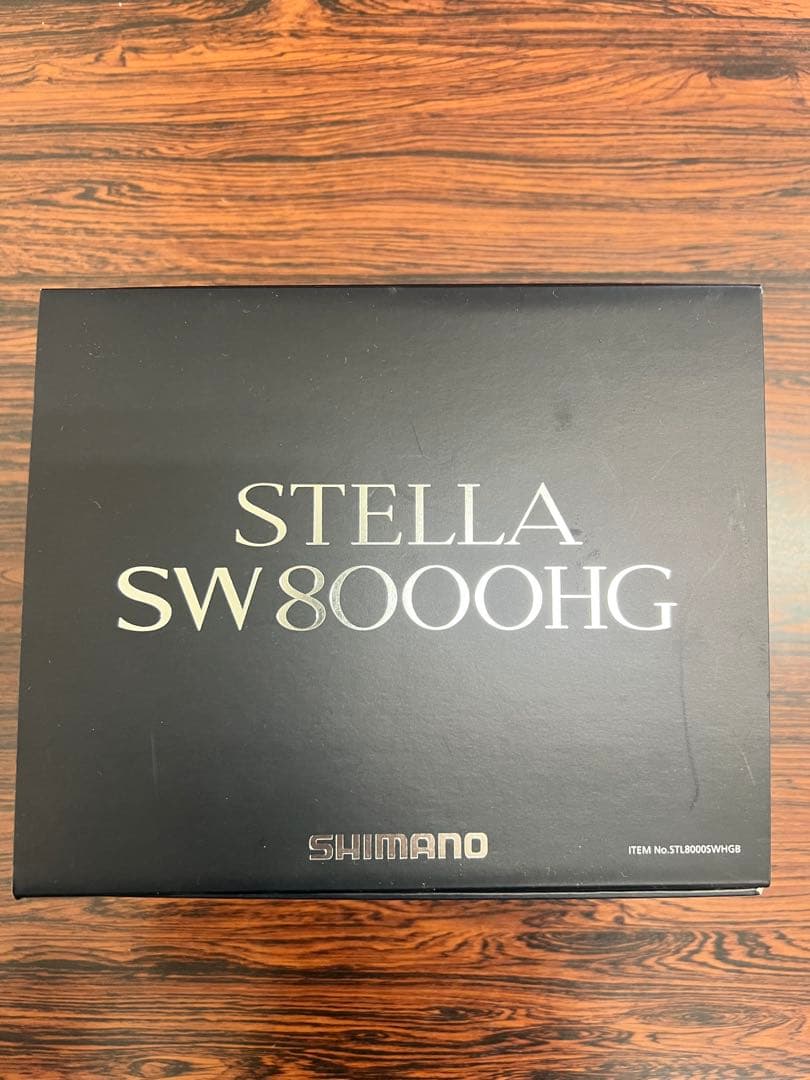 STELLA
SW 8000HG
SHIMANO
ITEM No.STL8000SWHGB